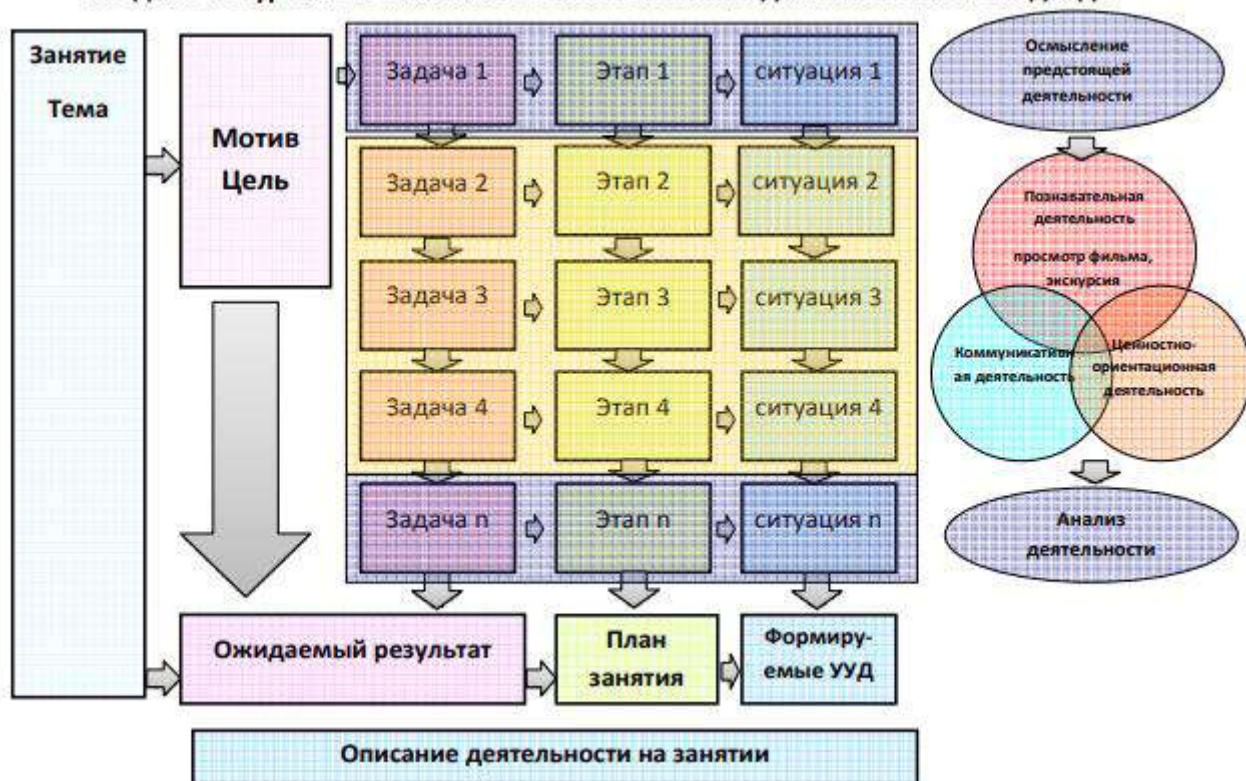 Занятие
Тема
Мотив
Цель
Задача 1
Этап 1
ситуация 1
Задача 2
Этап 2
ситуация 2
Задача 3
Этап 3
ситуация 3
Задача 4
Этап 4
ситуация 4
Задача n
Этап n
ситуация n
Ожидаемый результат
План
занятия
Формиру-
емые УУД
Описание деятельности на занятии
Осмысление
предстоящей
деятельности
Познавательная
деятельность
просмотр фильма,
экскурсия
Коммуникативн
ая деятельность
Ценностно-
ориентационная
деятельность
Анализ
деятельности